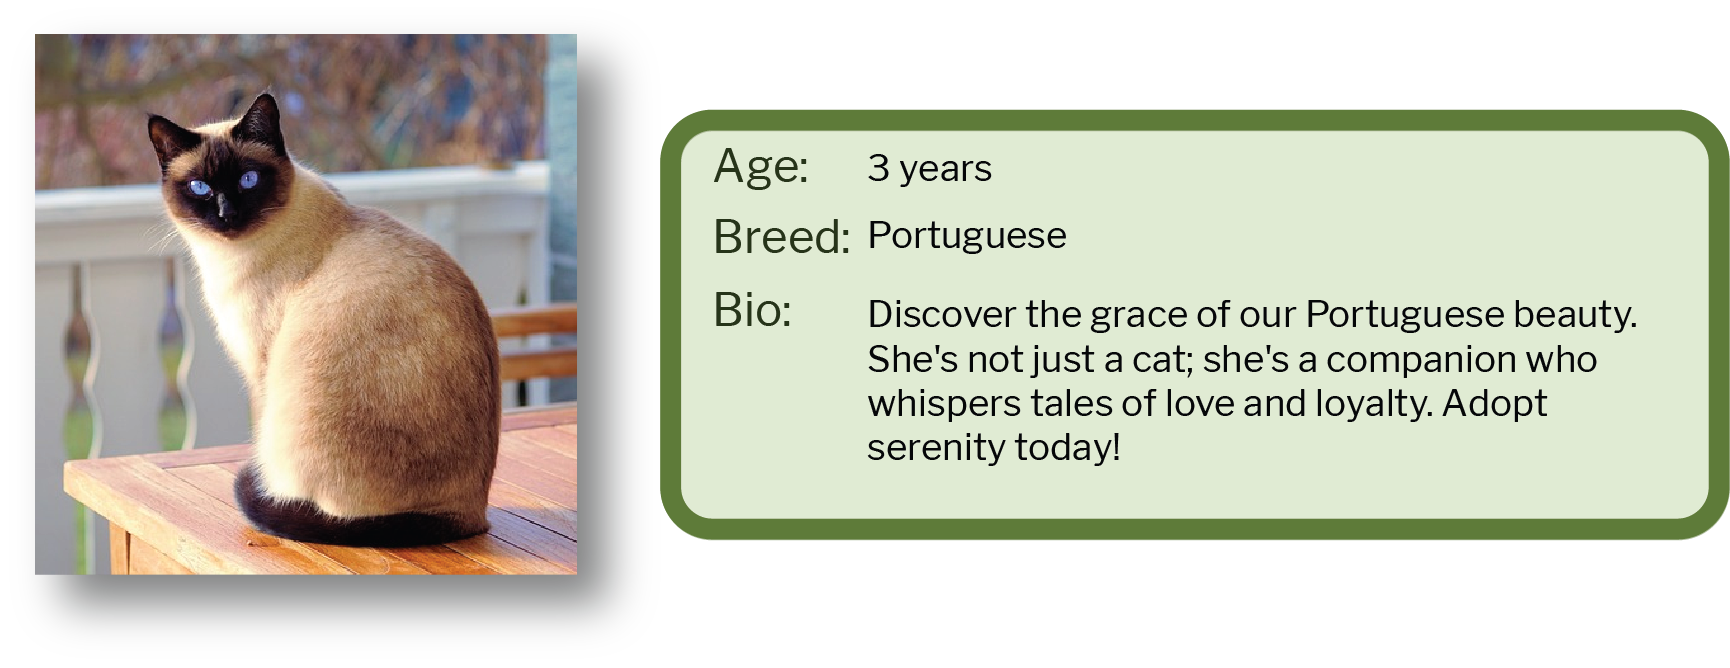 Age: 3 years
Breed: Portuguese
Bio: Discover the grace of our Portuguese beauty.
She's not just a cat; she's a companion who
whispers tales of love and loyalty. Adopt
serenity today!